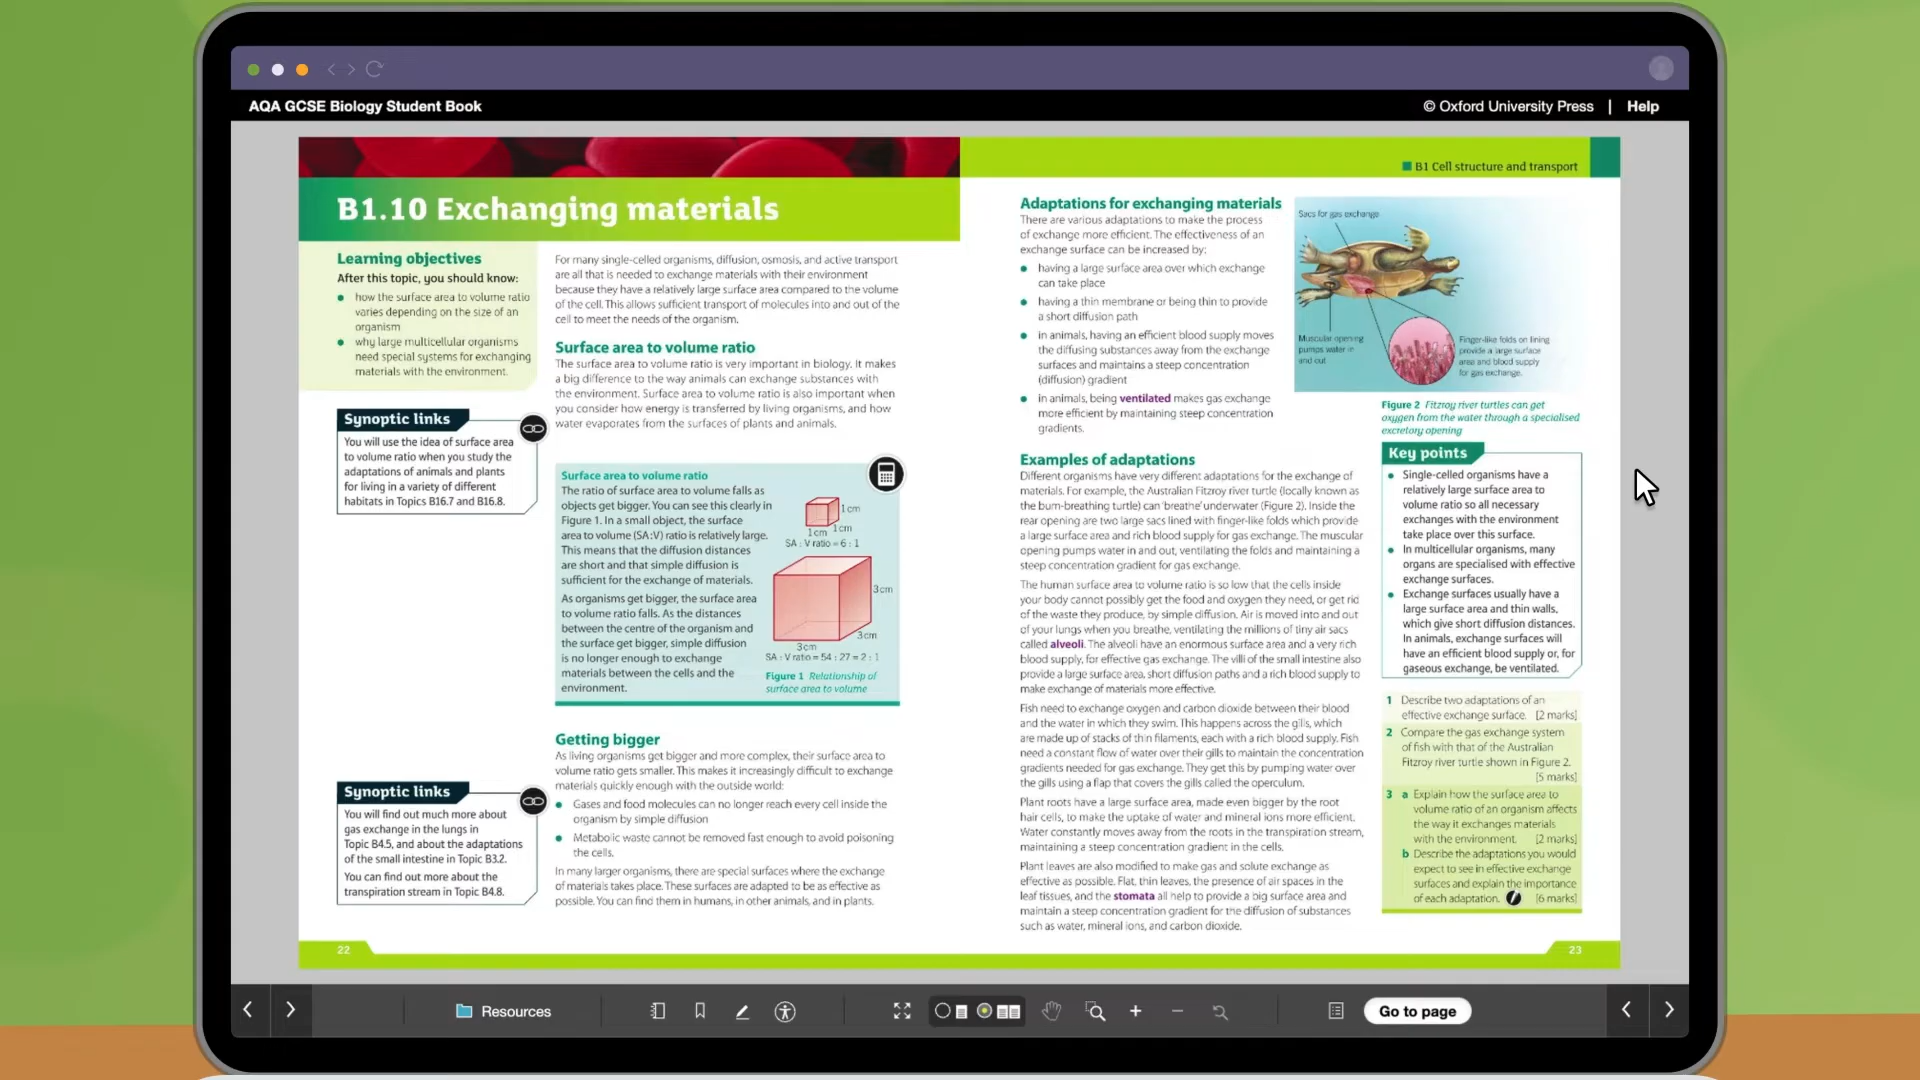 AQA GCSE Biology Student Book
© Oxford University Press | Help
B1.10 Exchanging materials
Learning objectives
After this topic, you should know:
how the surface area to volume ratio
varies depending on the size of an
organism
why large multicellular organisms
need special systems for exchanging
materials with the environment.
Synoptic links
You will use the idea of surface area
to volume ratio when you study the
adaptations of animals and plants
for living in a variety of different
habitats in Topics B16.7 and B16.8.
For many single-celled organisms, diffusion, osmosis, and active transport
are all that is needed to exchange materials with their environment
because they have a relatively large surface area compared to the volume
of the cell. This allows sufficient transport of molecules into and out of the
cell to meet the needs of the organism.
Surface area to volume ratio
The surface area to volume ratio is very important in biology. It makes
a big difference to the way animals can exchange substances with
the environment. Surface area to volume ratio is also important when
you consider how energy is transferred by living organisms, and how
water evaporates from the surfaces of plants and animals.
Surface area to volume ratio
The ratio of surface area to volume falls as
objects get bigger. You can see this clearly in
Figure 1. In a small object, the surface
area to volume (SA:V) ratio is relatively large.
This means that the diffusion distances
are short and that simple diffusion is
sufficient for the exchange of materials.
As organisms get bigger, the surface area
to volume ratio falls. As the distances
between the centre of the organism and
the surface get bigger, simple diffusion
is no longer enough to exchange
materials between the cells and the
environment.
1 cm
1 cm
1 cm
SA : V ratio = 6 : 1
3 cm
3 cm
3 cm
SA : V ratio = 54 : 27 = 2 : 1
Figure 1 Relationship of
surface area to volume
Getting bigger
As living organisms get bigger and more complex, their surface area to
volume ratio gets smaller. This makes it increasingly difficult to exchange
materials quickly enough with the outside world:
Gases and food molecules can no longer reach every cell inside the
organism by simple diffusion
Metabolic waste cannot be removed fast enough to avoid poisoning
the cells.
In many larger organisms, there are special surfaces where the exchange
of materials takes place. These surfaces are adapted to be as effective as
possible. You can find them in humans, in other animals, and in plants.
Synoptic links
You will find out much more about
gas exchange in the lungs in
Topic B4.5, and about the adaptations
of the small intestine in Topic B3.2.
You can find out more about the
transpiration stream in Topic B4.8.
22
B1 Cell structure and transport
Adaptations for exchanging materials
There are various adaptations to make the process
of exchange more efficient. The effectiveness of an
exchange surface can be increased by:
having a large surface area over which exchange
can take place
having a thin membrane or being thin to provide
a short diffusion path
in animals, having an efficient blood supply moves
the diffusing substances away from the exchange
surfaces and maintains a steep concentration
(diffusion) gradient
in animals, being ventilated makes gas exchange
more efficient by maintaining steep concentration
gradients.
Sacs for gas exchange
Muscular opening
pumps water in
and out
Finger-like folds on lining
provide a large surface
area and blood supply
for gas exchange.
Figure 2 Fitzroy river turtles can get
oxygen from the water through a specialised
excretory opening
Examples of adaptations
Different organisms have very different adaptations for the exchange of
materials. For example, the Australian Fitzroy river turtle (locally known as
the bum-breathing turtle) can 'breathe' underwater (Figure 2). Inside the
rear opening are two large sacs lined with finger-like folds which provide
a large surface area and rich blood supply for gas exchange. The muscular
opening pumps water in and out, ventilating the folds and maintaining a
steep concentration gradient for gas exchange.
The human surface area to volume ratio is so low that the cells inside
your body cannot possibly get the food and oxygen they need, or get rid
of the waste they produce, by simple diffusion. Air is moved into and out
of your lungs when you breathe, ventilating the millions of tiny air sacs
called alveoli. The alveoli have an enormous surface area and a very rich
blood supply, for effective gas exchange. The villi of the small intestine also
provide a large surface area, short diffusion paths and a rich blood supply to
make exchange of materials more effective.
Fish need to exchange oxygen and carbon dioxide between their blood
and the water in which they swim. This happens across the gills, which
are made up of stacks of thin filaments, each with a rich blood supply. Fish
need a constant flow of water over their gills to maintain the concentration
gradients needed for gas exchange. They get this by pumping water over
the gills using a flap that covers the gills called the operculum.
Plant roots have a large surface area, made even bigger by the root
hair cells, to make the uptake of water and mineral ions more efficient.
Water constantly moves away from the roots in the transpiration stream,
maintaining a steep concentration gradient in the cells.
Plant leaves are also modified to make gas and solute exchange as
effective as possible. Flat, thin leaves, the presence of air spaces in the
leaf tissues, and the stomata all help to provide a big surface area and
maintain a steep concentration gradient for the diffusion of substances
such as water, mineral ions, and carbon dioxide.
Key points
Single-celled organisms have a
relatively large surface area to
volume ratio so all necessary
exchanges with the environment
take place over this surface.
In multicellular organisms, many
organs are specialised with effective
exchange surfaces.
Exchange surfaces usually have a
large surface area and thin walls,
which give short diffusion distances.
In animals, exchange surfaces will
have an efficient blood supply or, for
gaseous exchange, be ventilated.
1 Describe two adaptations of an
effective exchange surface. [2 marks]
2 Compare the gas exchange system
of fish with that of the Australian
Fitzroy river turtle shown in Figure 2.
[5 marks]
3 a Explain how the surface area to
volume ratio of an organism affects
the way it exchanges materials
with the environment. [2 marks]
b Describe the adaptations you would
expect to see in effective exchange
surfaces and explain the importance
of each adaptation. [6 marks]
23
Resources
Go to page